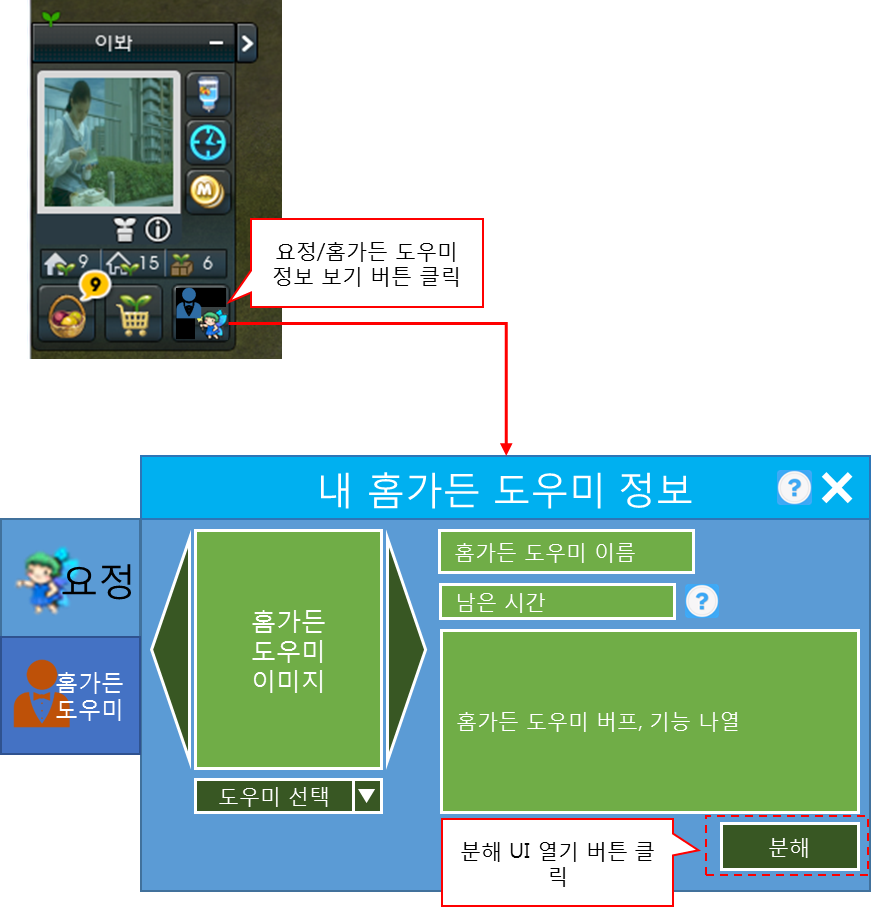 이봐
9 15 6
9
요정/홈가든 도우미
정보 보기 버튼 클릭
내 홈가든 도우미 정보
?
요정
홈가든
도우미
홈가든
도우미
이미지
도우미 선택
홈가든 도우미 이름
남은 시간
?
홈가든 도우미 버프, 기능 나열
분해 UI 열기 버튼 클
릭
분해